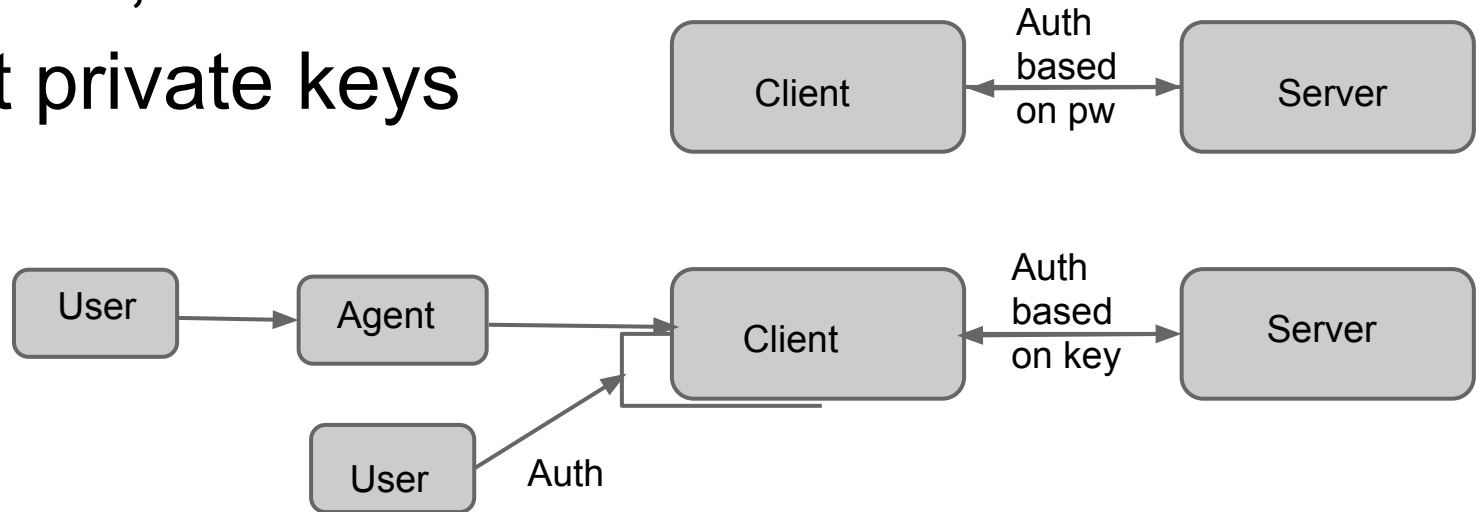 private keys
Auth
based
on pw
Client
Server
User
Agent
Client
Auth
based
on key
Server
User
Auth